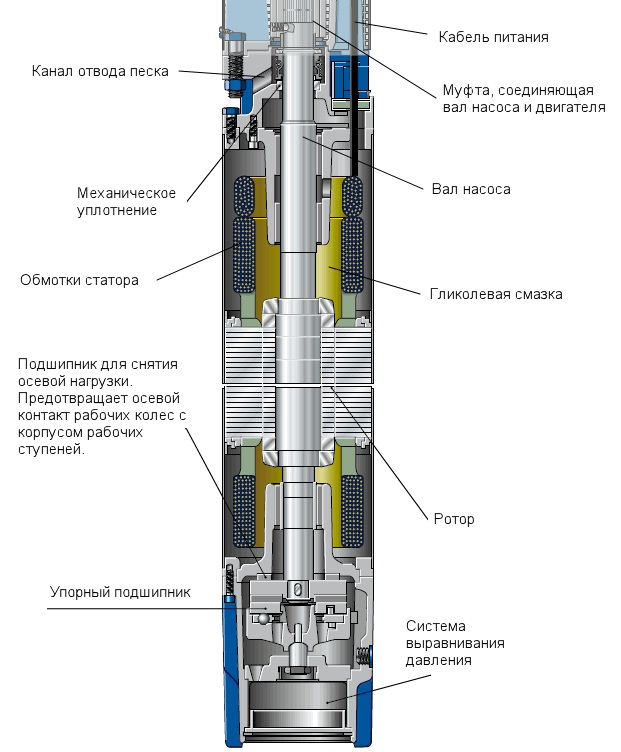 Кабель питания
Канал отвода песка
Муфта, соединяющая
вал насоса и двигателя
Механическое
уплотнение
Вал насоса
Обмотки статора
Гликолевая смазка
Подшипник для снятия
осевой нагрузки.
Предотвращает осевой
контакт рабочих колес с
корпусом рабочих
ступеней.
Ротор
Упорный подшипник
Система
выравнивания
давления